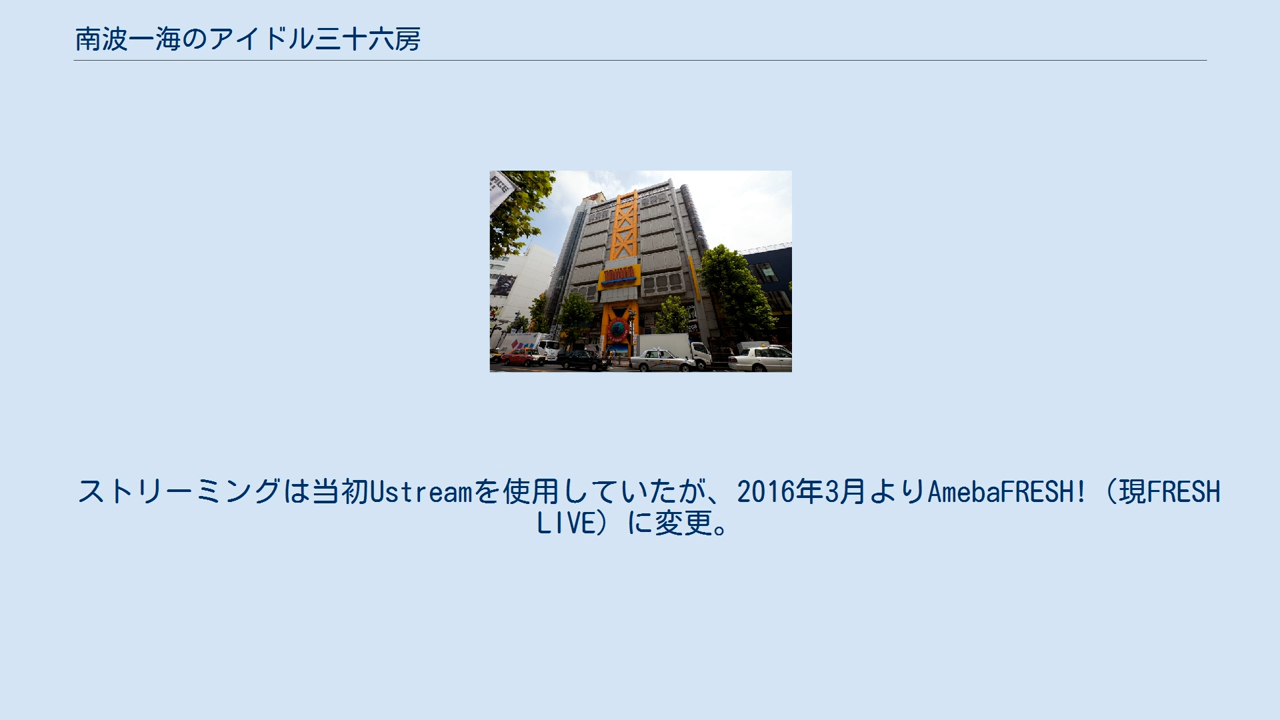 南波一海のアイドル三十六房
ストリーミングは当初Ustreamを使用していたが、2016年3月よりAmebaFRESH!（現FRESH
LIVE）に変更。